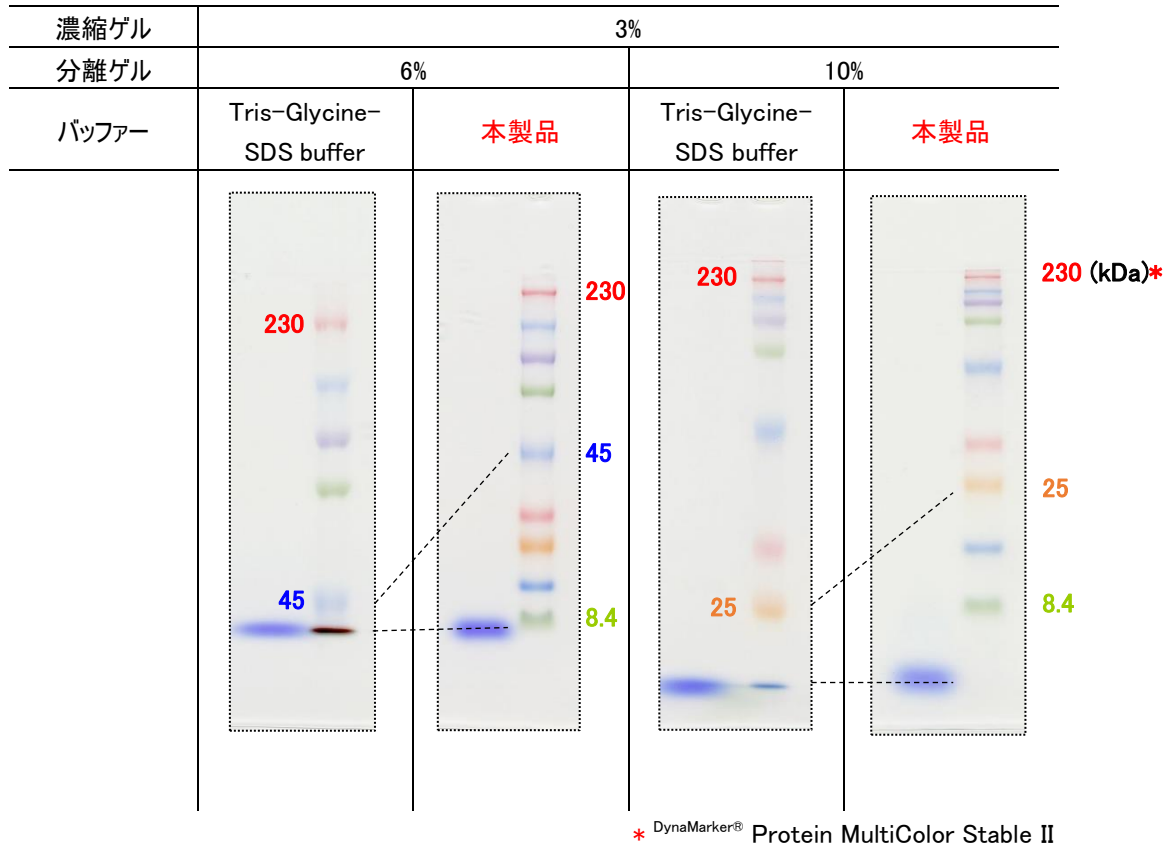 濃縮ゲル 3%
分離ゲル 6% 10%
バッファー Tris-Glycine-SDS buffer 本製品 Tris-Glycine-SDS buffer 本製品
230 230 230 230 (kDa)*
45 45 25 25
8.4 8.4
* DynaMarker® Protein MultiColor Stable II